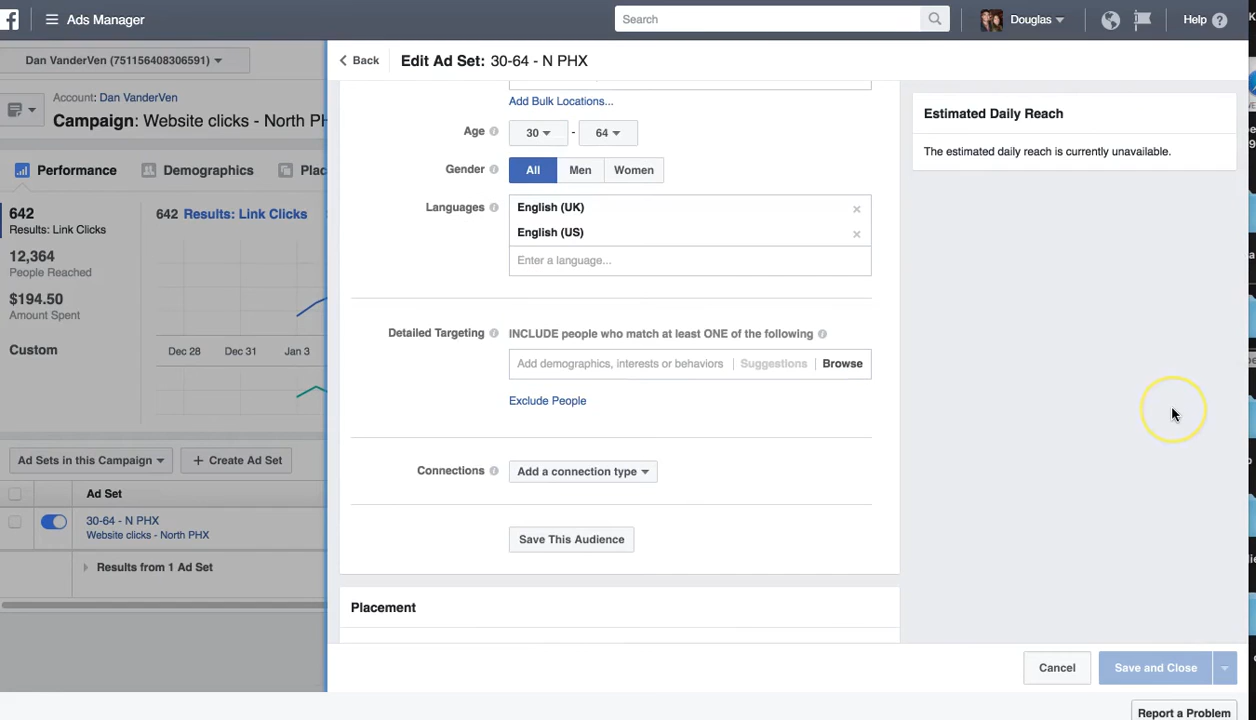 Ads Manager
Search
Douglas
Help
Dan VanderVen (751156408306591)
Back
Edit Ad Set: 30-64 - N PHX
Account: Dan VanderVen
Campaign: Website clicks - North PH
Performance
Demographics
Plac
642
Results: Link Clicks
12,364
People Reached
$194.50
Amount Spent
Custom
642 Results: Link Clicks
Dec 28
Dec 31
Jan 3
Ad Sets in this Campaign
+ Create Ad Set
Ad Set
30-64 - N PHX
Website clicks - North PHX
Results from 1 Ad Set
Add Bulk Locations...
Age
30
-
64
Gender
All
Men
Women
Languages
English (UK)
English (US)
Enter a language...
Detailed Targeting
INCLUDE people who match at least ONE of the following
Add demographics, interests or behaviors
Suggestions
Browse
Exclude People
Connections
Add a connection type
Save This Audience
Placement
Estimated Daily Reach
The estimated daily reach is currently unavailable.
Cancel
Save and Close
Report a Problem